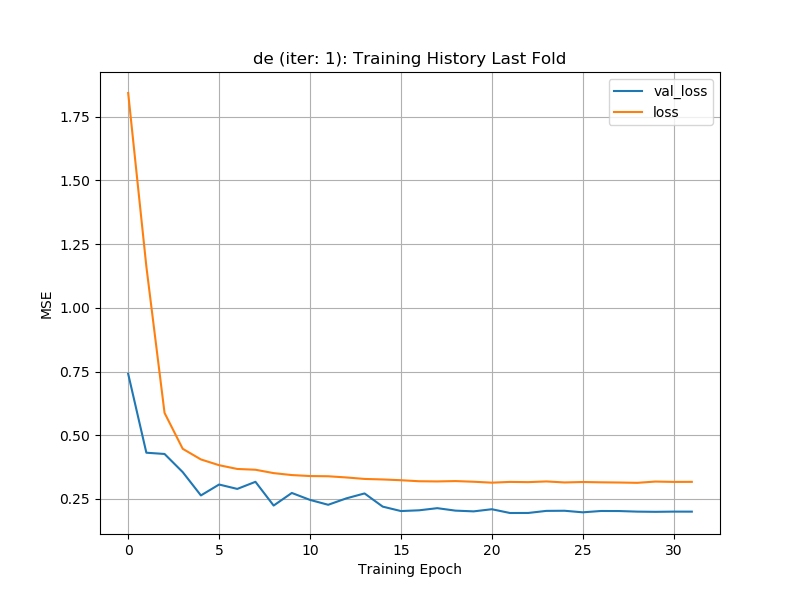 de (iter: 1): Training History Last Fold
val_loss
loss
MSE
1.75
1.50
1.25
1.00
0.75
0.50
0.25
0 5 10 15 20 25 30
Training Epoch